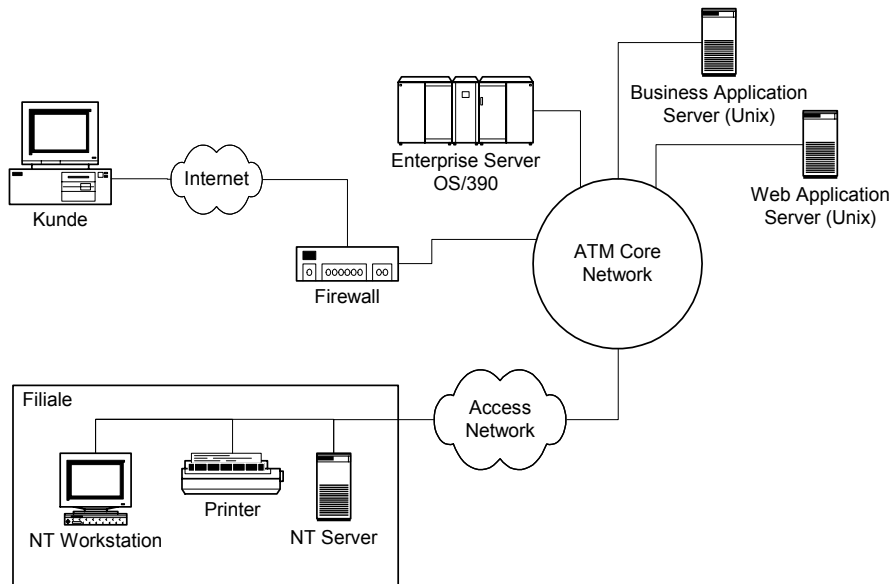 Business Application
Server (Unix)
Enterprise Server
OS/390
Web Application
Server (Unix)
Kunde
Internet
Firewall
ATM Core
Network
Filiale
Access
Network
NT Workstation
Printer
NT Server